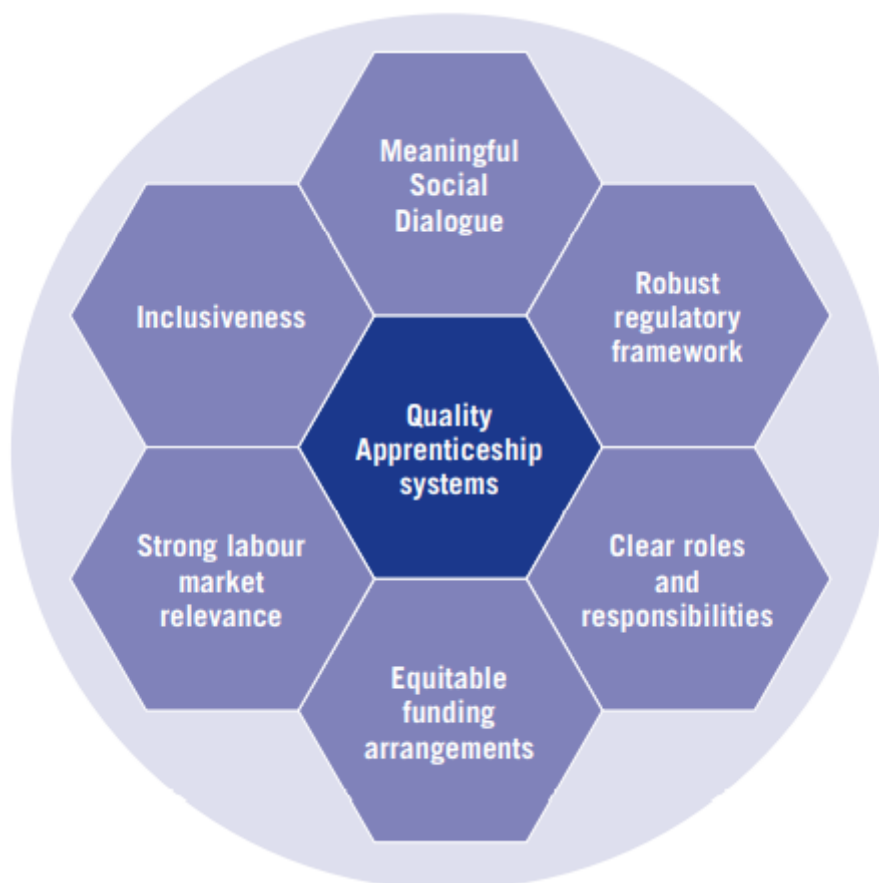 Meaningful
Social
Dialogue
Robust
regulatory
framework
Inclusiveness
Quality
Apprenticeship
systems
Strong labour
market
relevance
Clear roles
and
responsibilities
Equitable
funding
arrangements